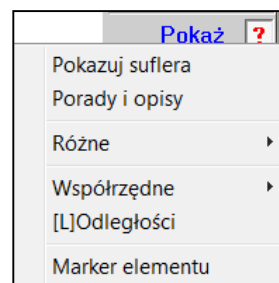 Pokaż ?
Pokazuj suflera
Porady i opisy
Różne
Współrzędne
[L]Odległości
Marker elementu